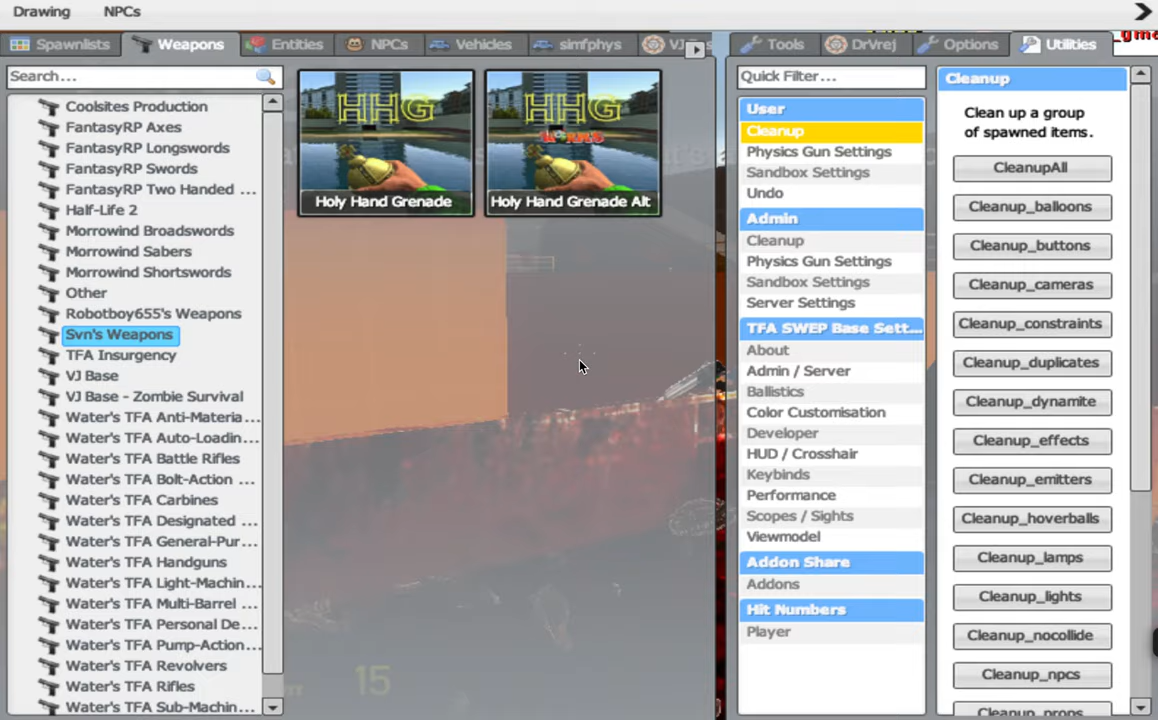 Drawing NPCs
Spawnlists Weapons Entities NPCs Vehicles simfphys
Search...
Coolsites Production
FantasyRP Axes
FantasyRP Longswords
FantasyRP Swords
FantasyRP Two Handed ...
Half-Life 2
Morrowind Broadswords
Morrowind Sabers
Morrowind Shortswords
Other
Robotboy655's Weapons
Svn's Weapons
TFA Insurgency
VJ Base
VJ Base - Zombie Survival
Water's TFA Anti-Materia...
Water's TFA Auto-Loadin...
Water's TFA Battle Rifles
Water's TFA Bolt-Action ...
Water's TFA Carbines
Water's TFA Designated ...
Water's TFA General-Pur...
Water's TFA Handguns
Water's TFA Light-Machin...
Water's TFA Multi-Barrel ...
Water's TFA Personal De...
Water's TFA Pump-Action...
Water's TFA Revolvers
Water's TFA Rifles
Water's TFA Sub-Machin...
HHG
Holy Hand Grenade
HHG
WORMS
Holy Hand Grenade Alt
15
Tools DrVrej Options Utilities
Quick Filter...
User
Cleanup
Physics Gun Settings
Sandbox Settings
Undo
Admin
Cleanup
Physics Gun Settings
Sandbox Settings
Server Settings
TFA SWEP Base Sett...
About
Admin / Server
Ballistics
Color Customisation
Developer
HUD / Crosshair
Keybinds
Performance
Scopes / Sights
Viewmodel
Addon Share
Addons
Hit Numbers
Player
Cleanup
Clean up a group
of spawned items.
CleanupAll
Cleanup_balloons
Cleanup_buttons
Cleanup_cameras
Cleanup_constraints
Cleanup_duplicates
Cleanup_dynamite
Cleanup_effects
Cleanup_emitters
Cleanup_hoverballs
Cleanup_lamps
Cleanup_lights
Cleanup_nocollide
Cleanup_npcs
Cleanup_props